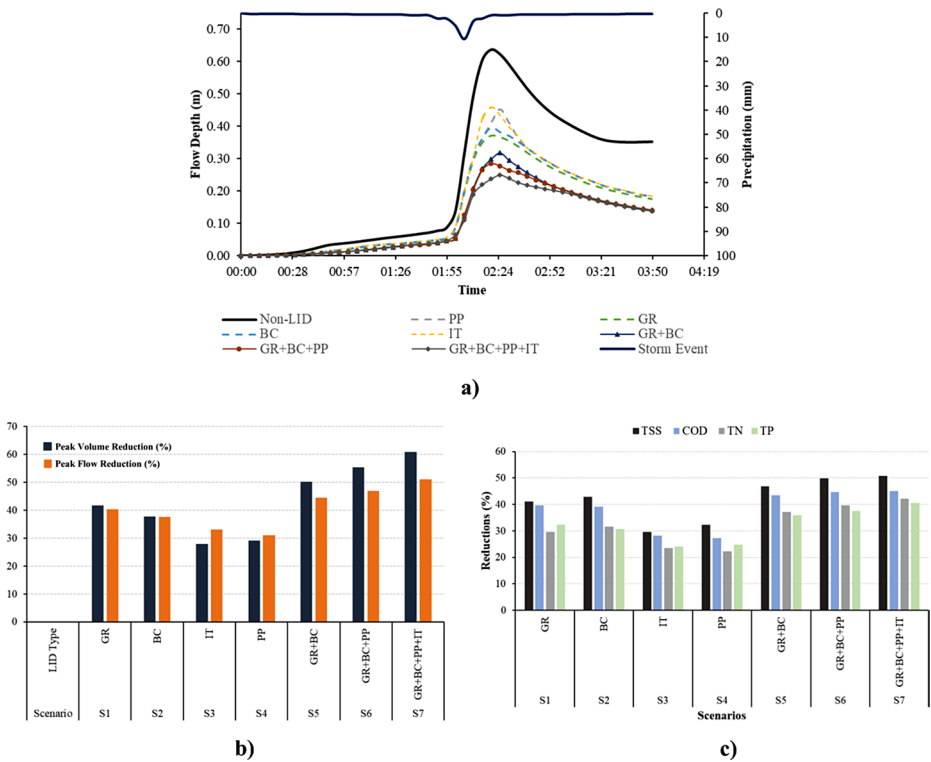 0.70
0.60
0.50
0.40
0.30
0.20
0.10
0.00
Flow Depth (m)
0
10
20
30
40
50
60
70
80
90
100
Precipitation (mm)
00:00 00:28 00:57 01:26 01:55 02:24 02:52 03:21 03:50 04:19
Time
Non-LID PP GR
BC IT GR+BC
GR+BC+PP GR+BC+PP+IT Storm Event
a)
70
60
50
40
30
20
10
0
Peak Volume Reduction (%)
Peak Flow Reduction (%)
LID Type GR BC IT PP GR+BC GR+BC+PP GR+BC+PP+IT
Scenario S1 S2 S3 S4 S5 S6 S7
b)
TSS COD TN TP
60
50
40
30
20
10
0
Reductions (%)
GR BC IT PP GR+BC GR+BC+PP GR+BC+PP+IT
S1 S2 S3 S4 S5 S6 S7
Scenarios
c)